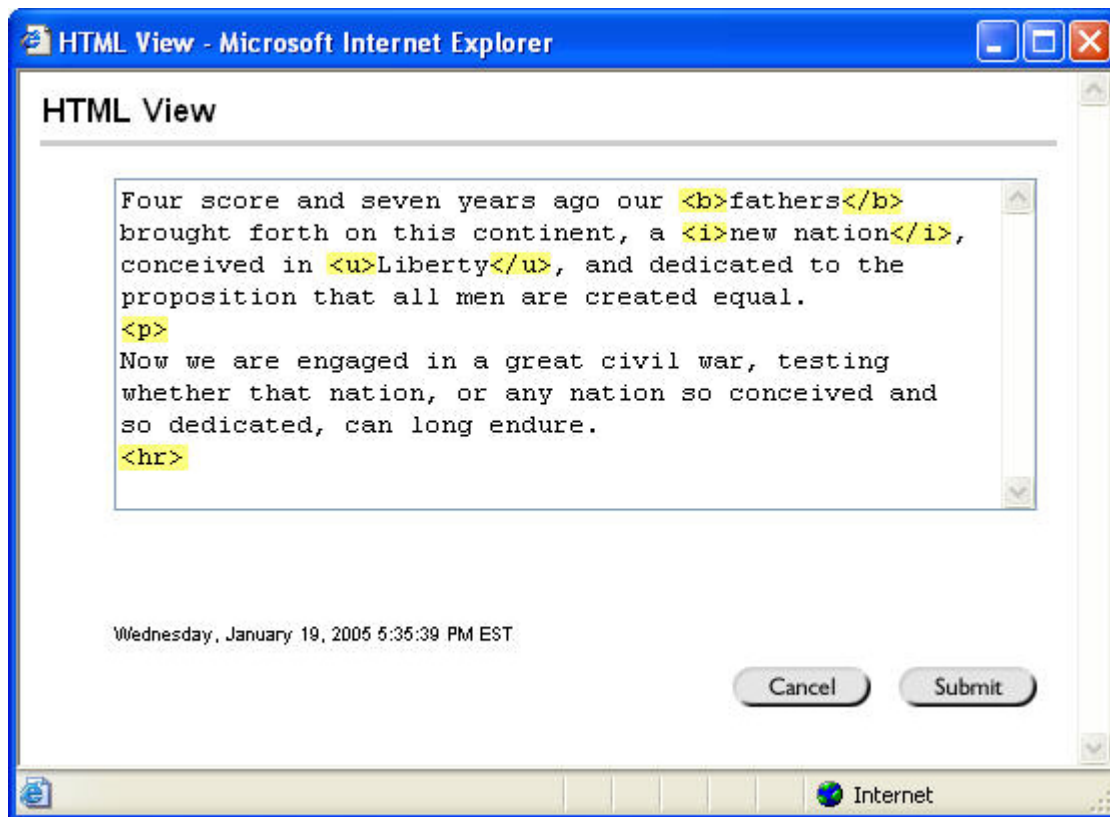 HTML View - Microsoft Internet Explorer
HTML View
Four score and seven years ago our <b>fathers</b>
brought forth on this continent, a <i>new nation</i>,
conceived in <u>Liberty</u>, and dedicated to the
proposition that all men are created equal.
<p>
Now we are engaged in a great civil war, testing
whether that nation, or any nation so conceived and
so dedicated, can long endure.
<hr>
Wednesday, January 19, 2005 5:35:39 PM EST
Cancel Submit
Internet